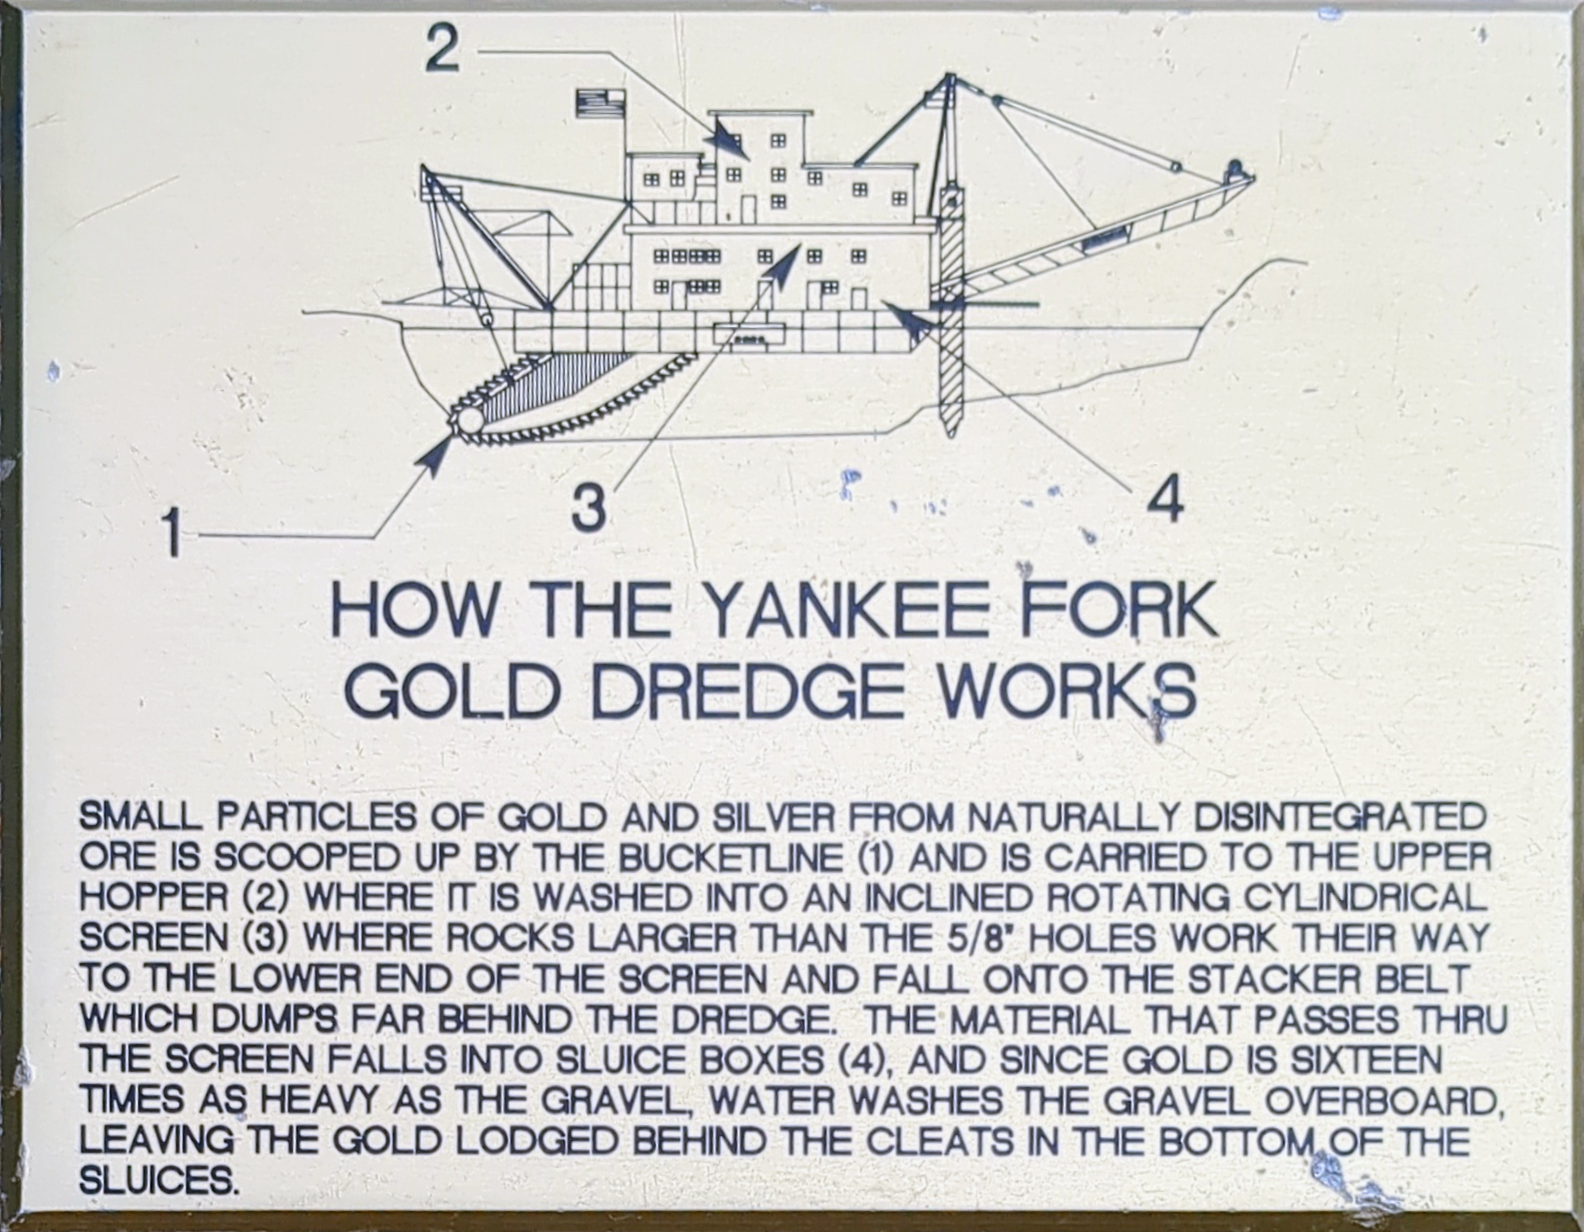 2
3
4
1
HOW THE YANKEE FORK
GOLD DREDGE WORKS
SMALL PARTICLES OF GOLD AND SILVER FROM NATURALLY DISINTEGRATED
ORE IS SCOOPED UP BY THE BUCKETLINE (1) AND IS CARRIED TO THE UPPER
HOPPER (2) WHERE IT IS WASHED INTO AN INCLINED ROTATING CYLINDRICAL
SCREEN (3) WHERE ROCKS LARGER THAN THE 5/8" HOLES WORK THEIR WAY
TO THE LOWER END OF THE SCREEN AND FALL ONTO THE STACKER BELT
WHICH DUMPS FAR BEHIND THE DREDGE.  THE MATERIAL THAT PASSES THRU
THE SCREEN FALLS INTO SLUICE BOXES (4), AND SINCE GOLD IS SIXTEEN
TIMES AS HEAVY AS THE GRAVEL, WATER WASHES THE GRAVEL OVERBOARD,
LEAVING THE GOLD LODGED BEHIND THE CLEATS IN THE BOTTOM OF THE
SLUICES.